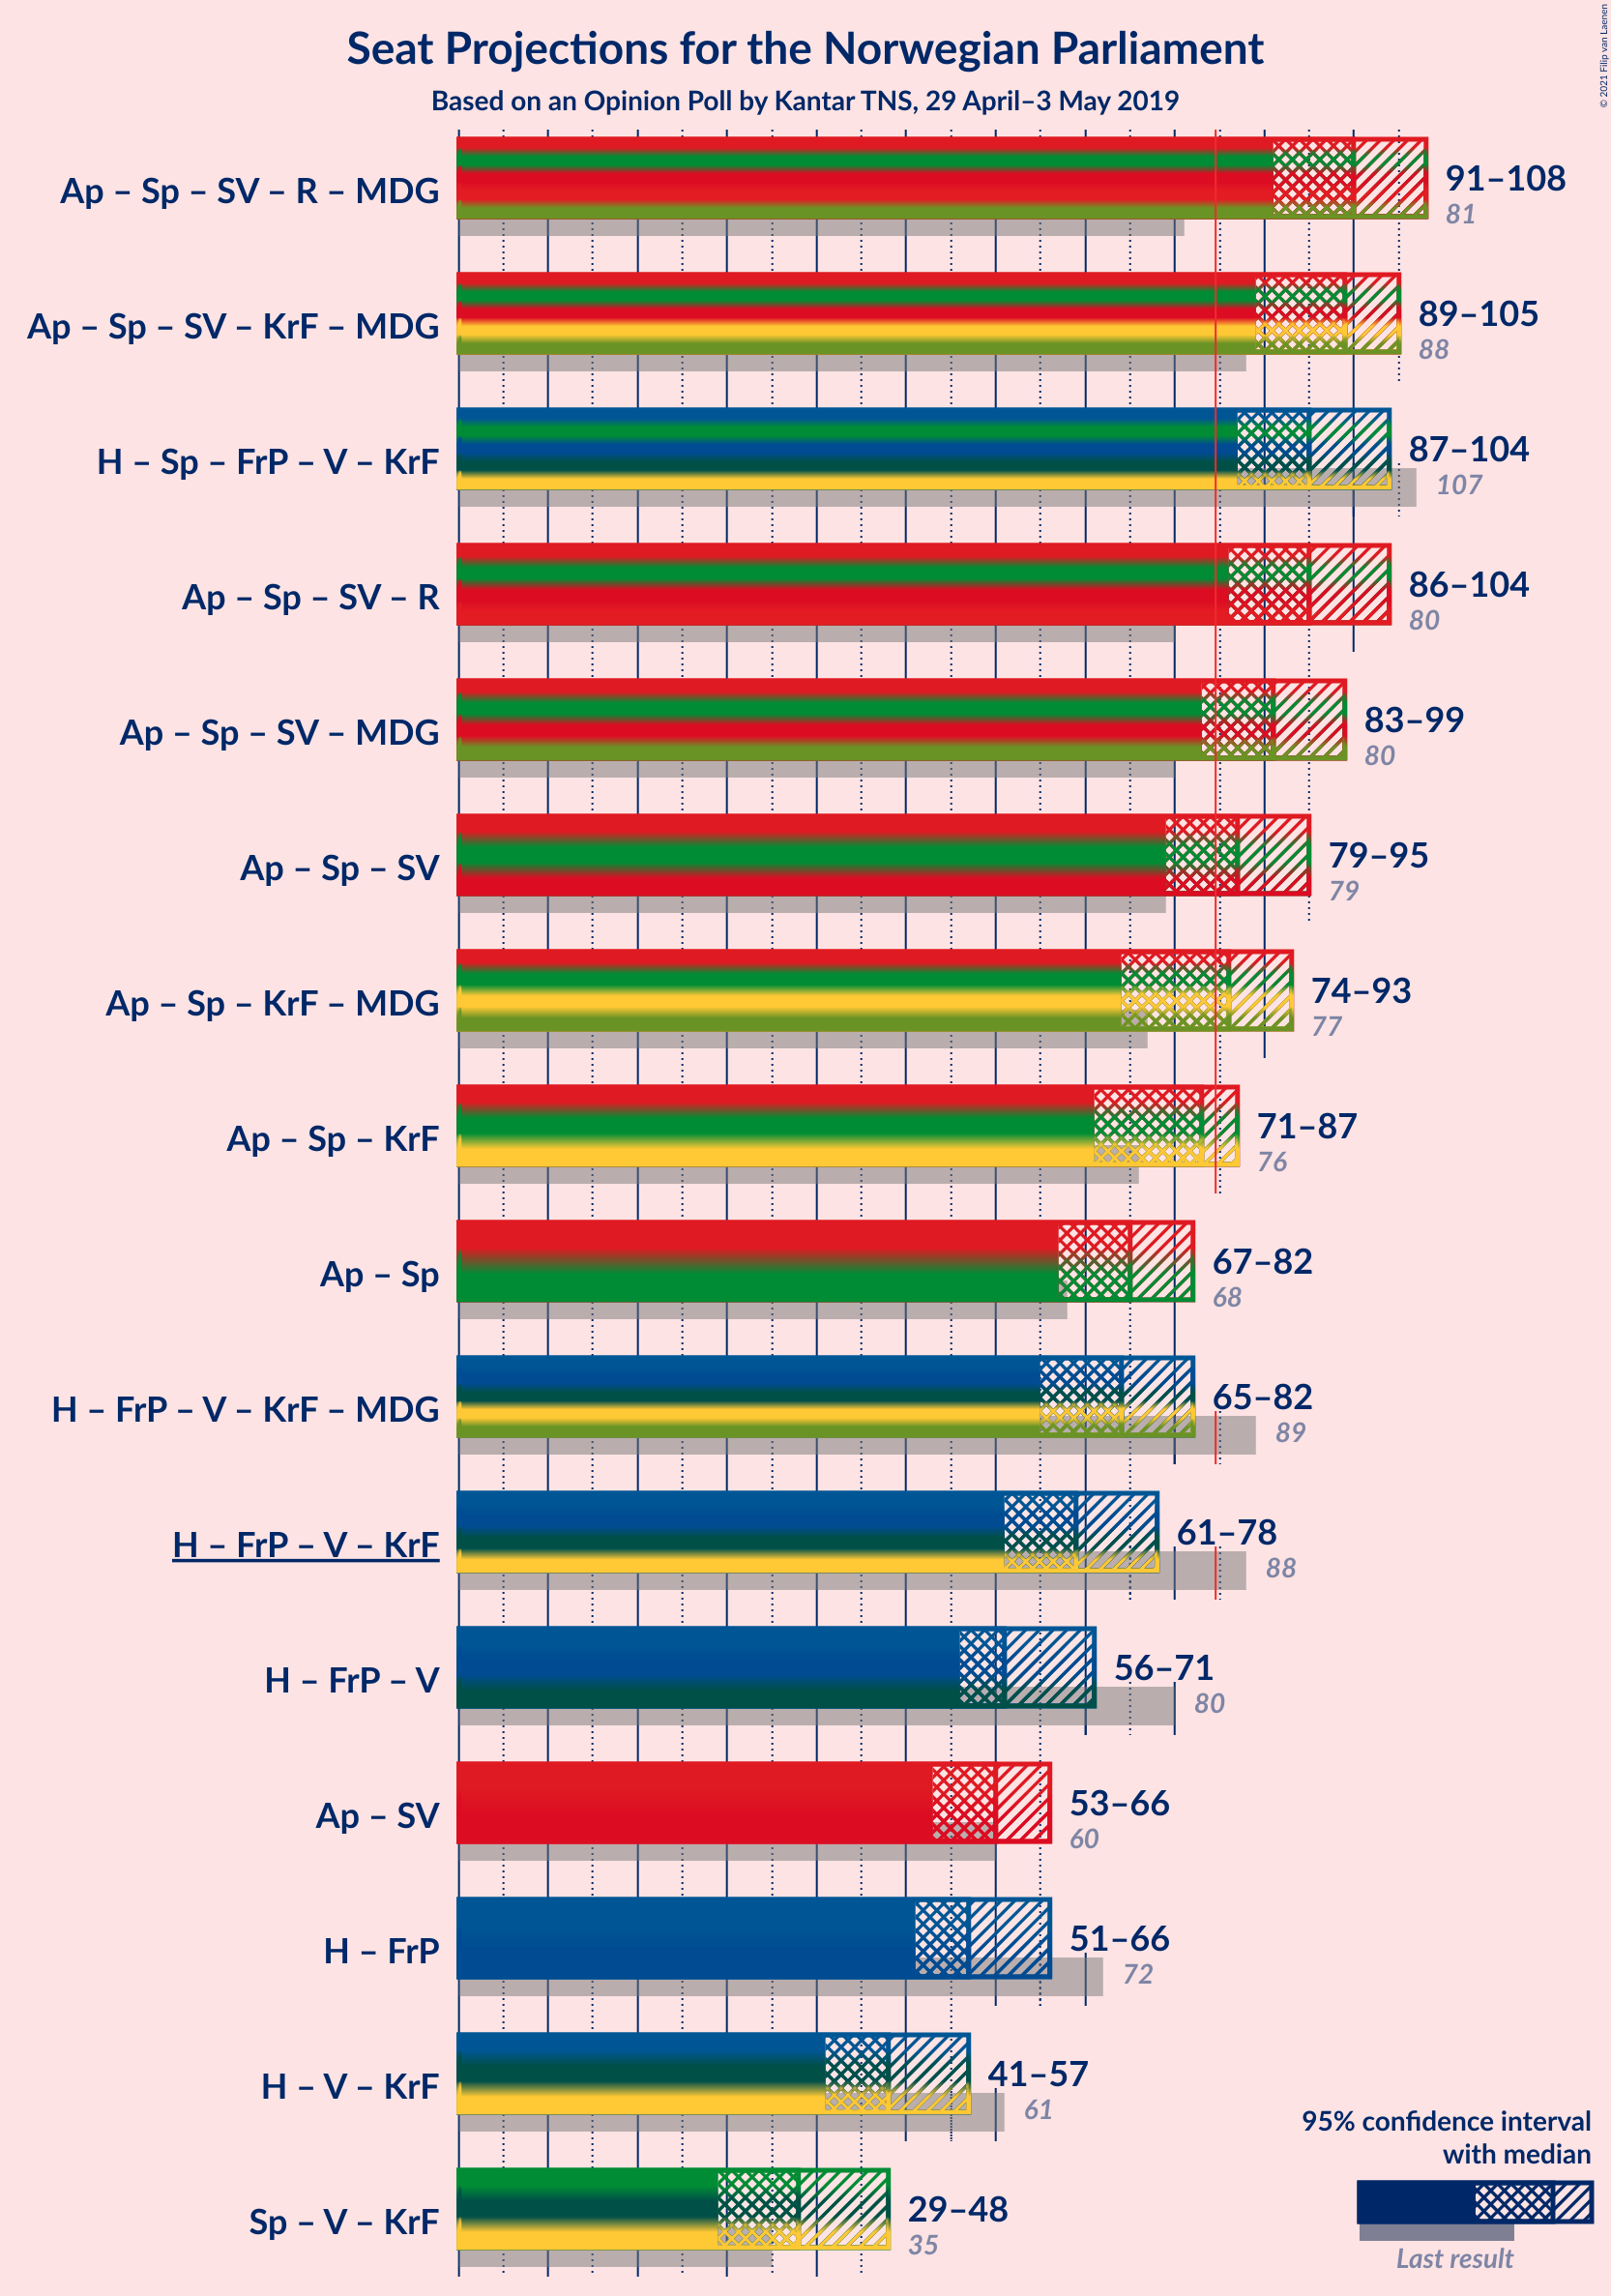 © 2021 Filip van Laenen
Seat Projections for the Norwegian Parliament
Based on an Opinion Poll by Kantar TNS, 29 April–3 May 2019
Ap – Sp – SV – R – MDG
91–108
81
Ap – Sp – SV – KrF – MDG
89–105
88
H – Sp – FrP – V – KrF
87–104
107
Ap – Sp – SV – R
86–104
80
Ap – Sp – SV – MDG
83–99
80
Ap – Sp – SV
79–95
79
Ap – Sp – KrF – MDG
74–93
77
Ap – Sp – KrF
71–87
76
Ap – Sp
67–82
68
H – FrP – V – KrF – MDG
65–82
89
H – FrP – V – KrF
61–78
88
H – FrP – V
56–71
80
Ap – SV
53–66
60
H – FrP
51–66
72
H – V – KrF
41–57
61
Sp – V – KrF
29–48
35
95% confidence interval
with median
Last result